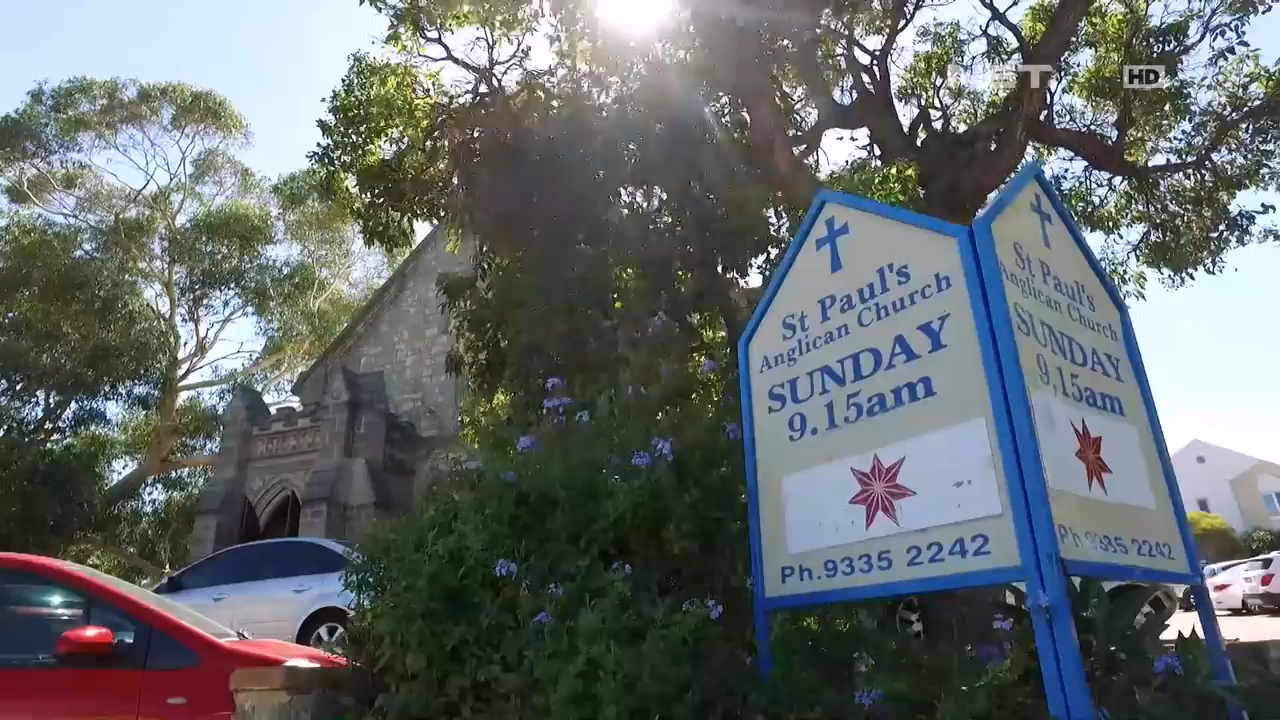 NET HD
St Paul's
Anglican Church
SUNDAY
9.15am
Ph.9335 2242
St Paul's
Anglican Church
SUNDAY
9.15am
Ph 9335 2242